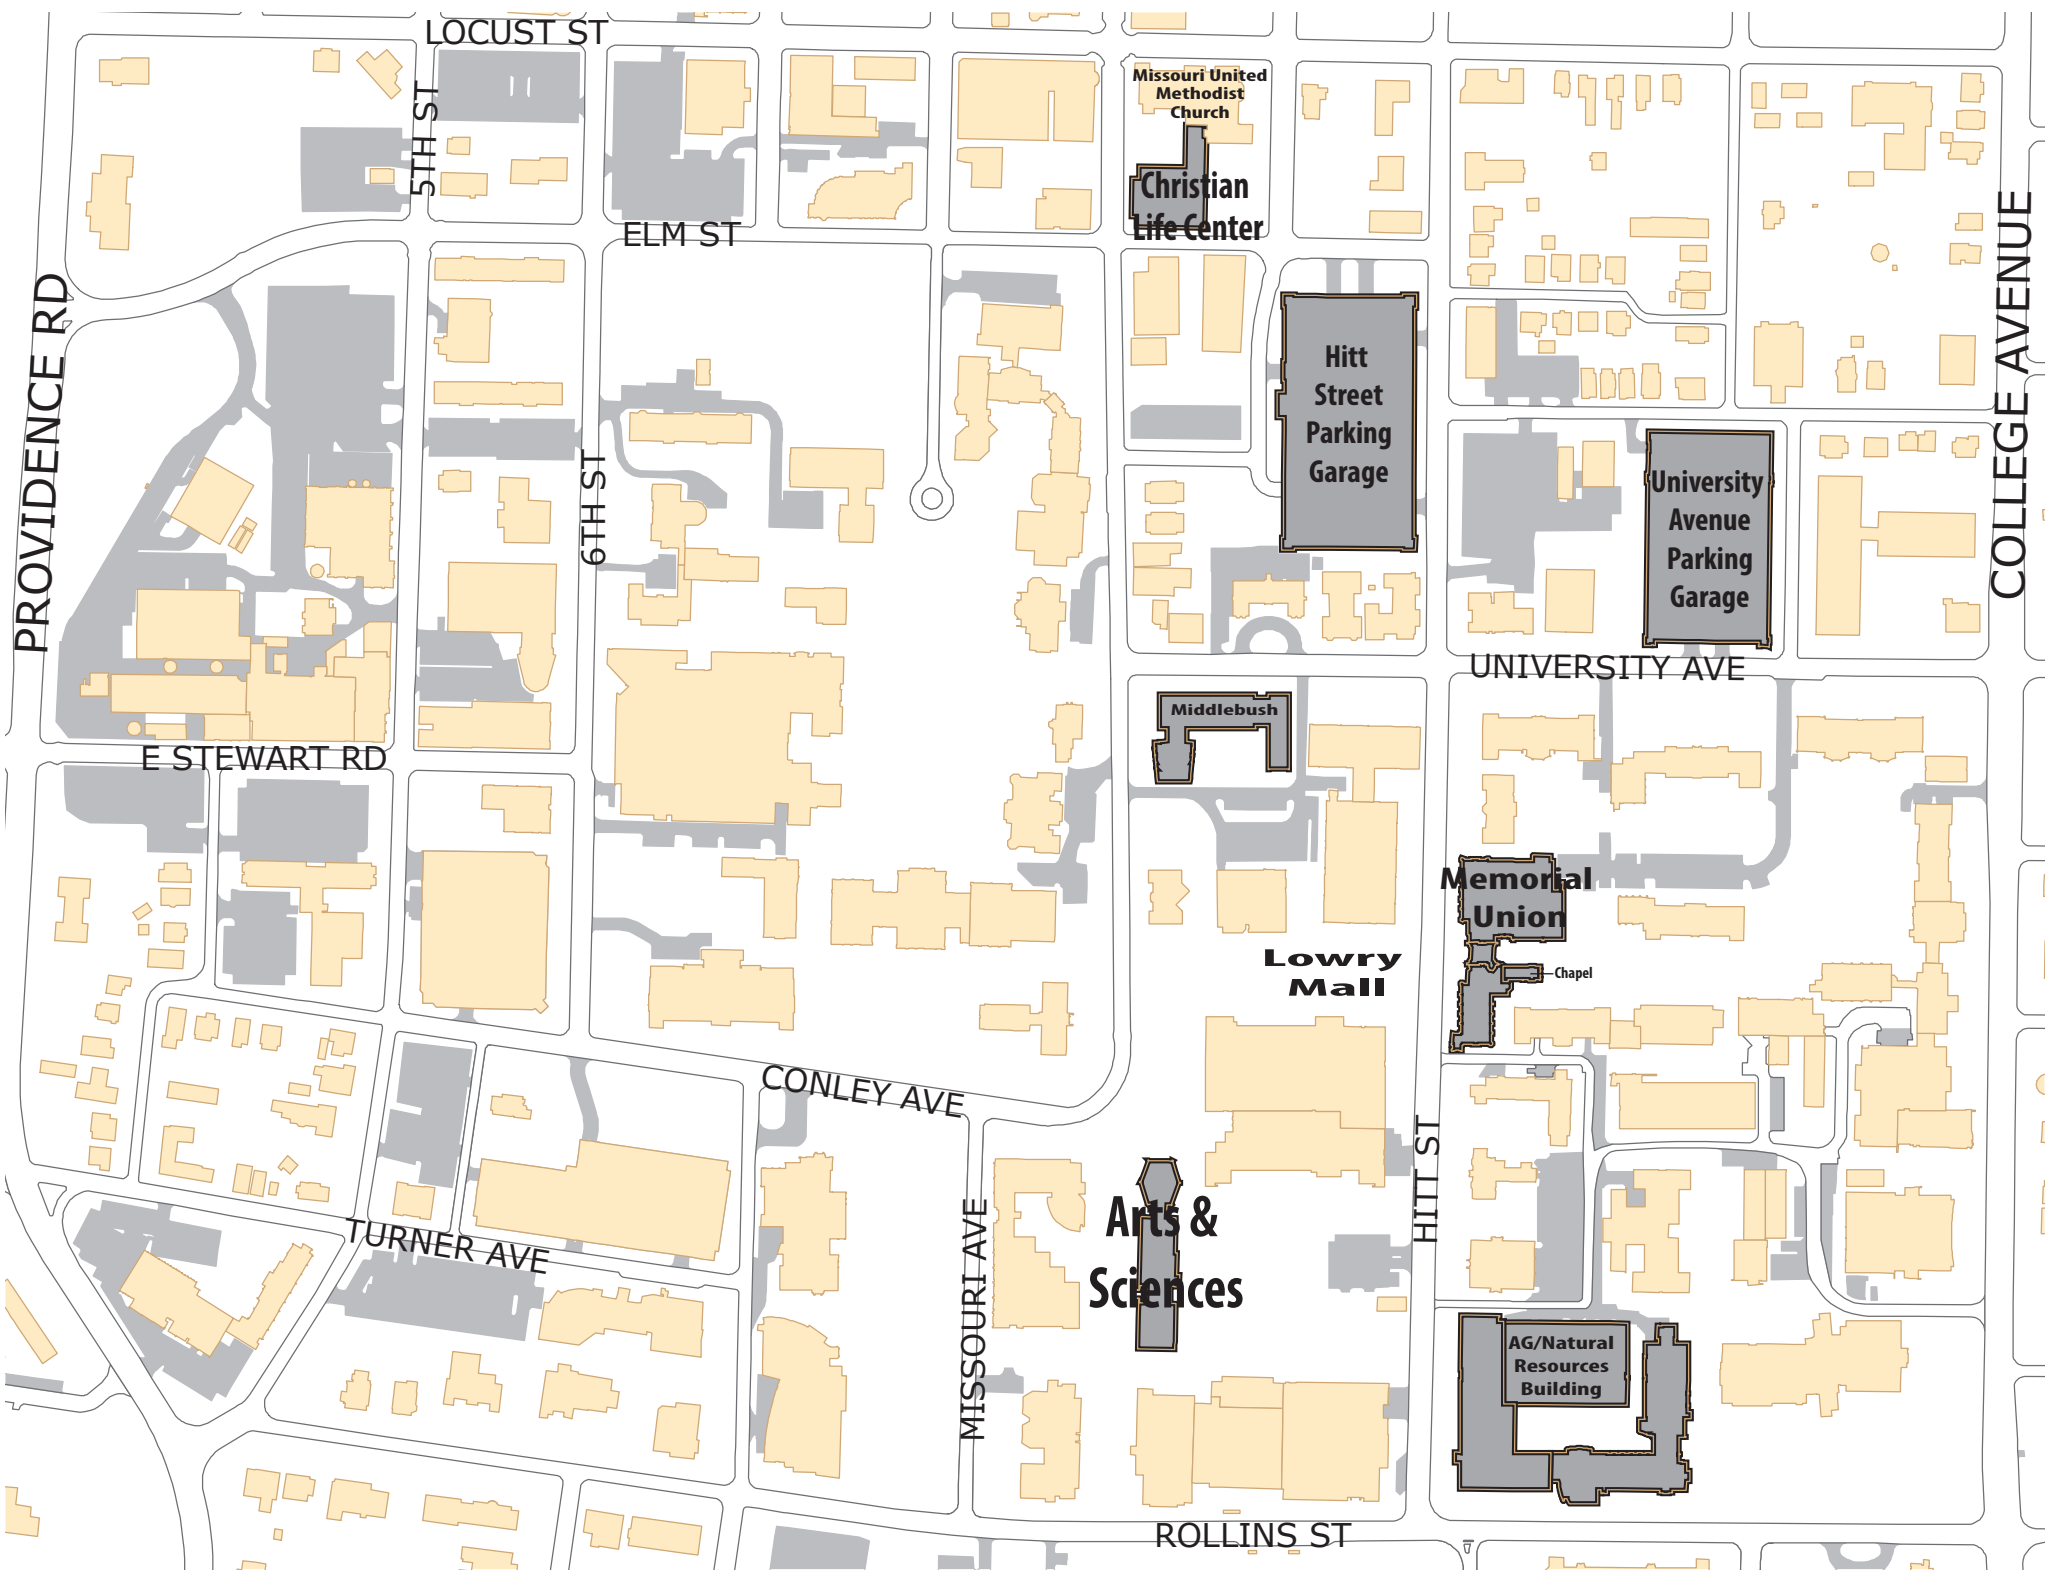 LOCUST ST
Missouri United
Methodist
Church
5TH ST
Christian
Life Center
ELM ST
COLLEGE AVENUE
PROVIDENCE RD
Hitt
Street
Parking
Garage
6TH ST
University
Avenue
Parking
Garage
UNIVERSITY AVE
Middlebush
E STEWART RD
Memorial
Union
Lowry
Mall
Chapel
CONLEY AVE
HITT ST
Arts &
Sciences
MISSOURI AVE
TURNER AVE
AG/Natural
Resources
Building
ROLLINS ST